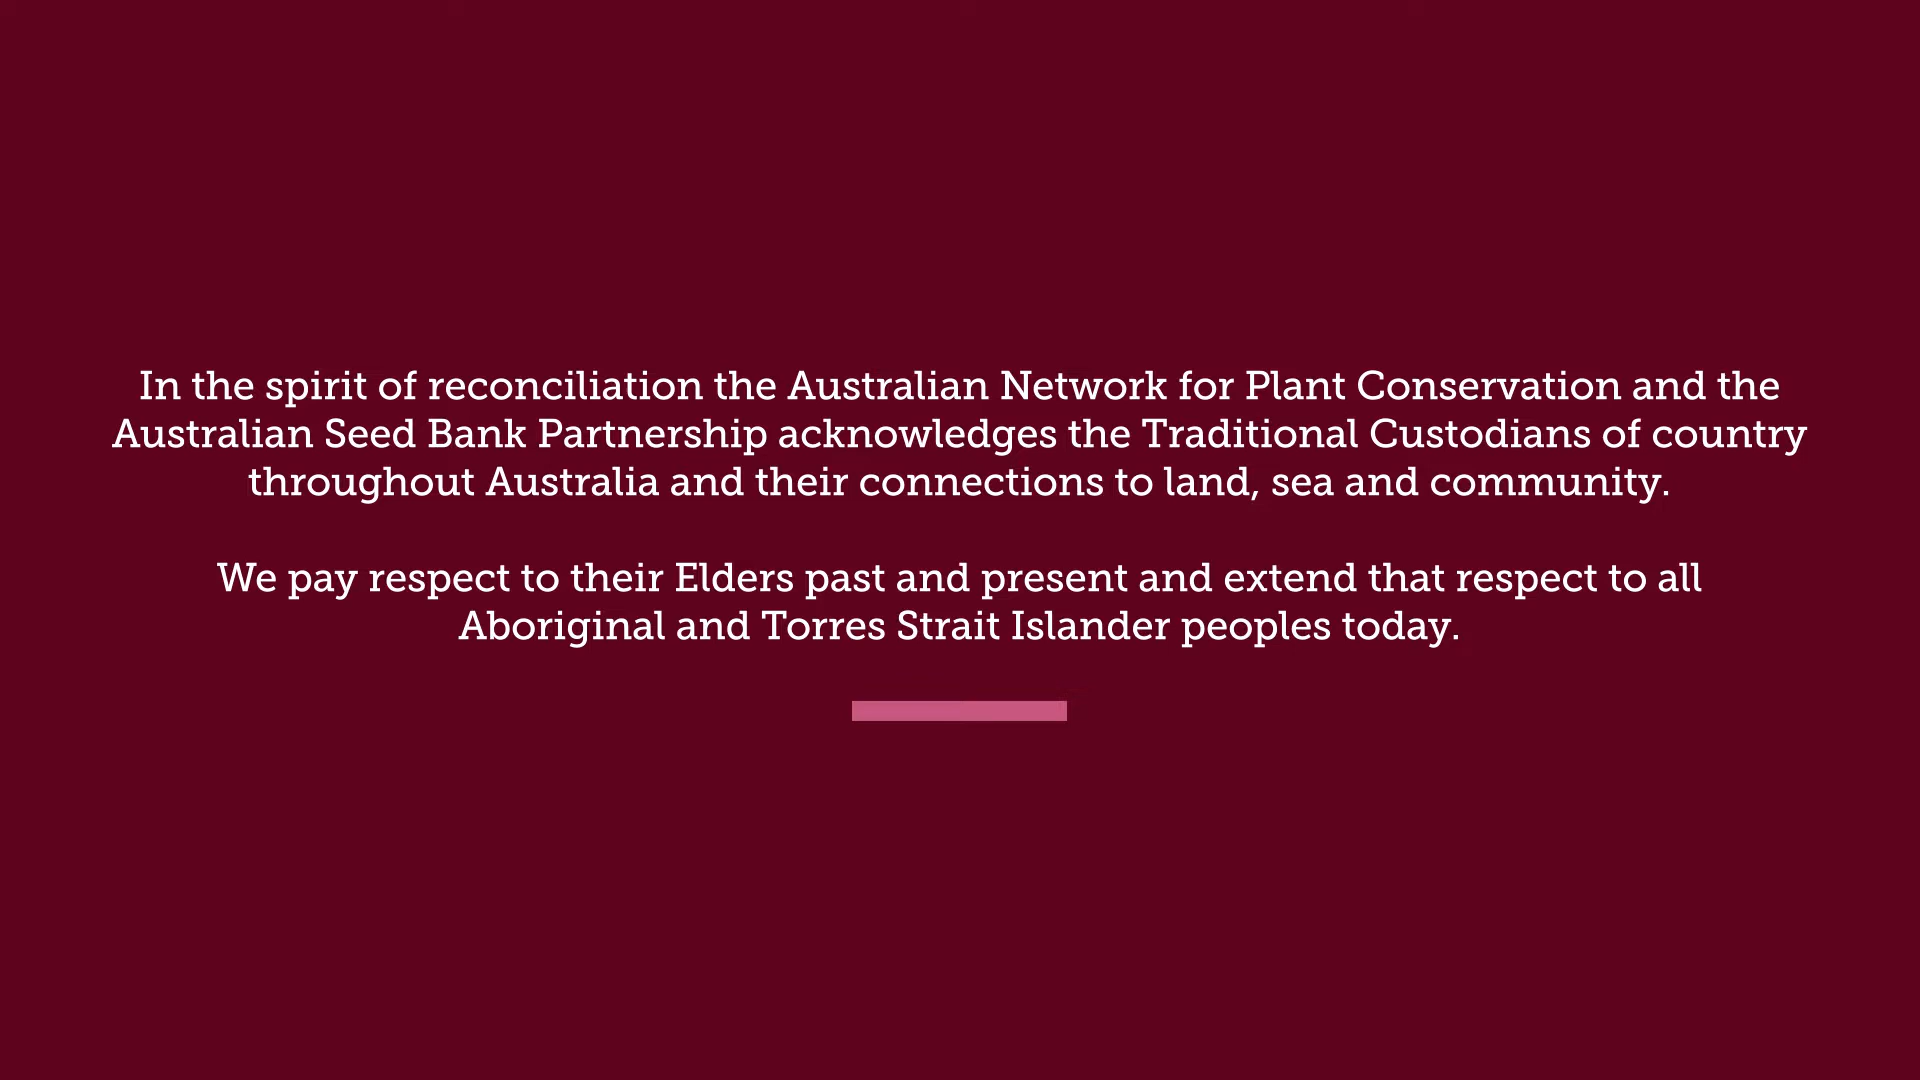 In the spirit of reconciliation the Australian Network for Plant Conservation and the
Australian Seed Bank Partnership acknowledges the Traditional Custodians of country
throughout Australia and their connections to land, sea and community.
We pay respect to their Elders past and present and extend that respect to all
Aboriginal and Torres Strait Islander peoples today.